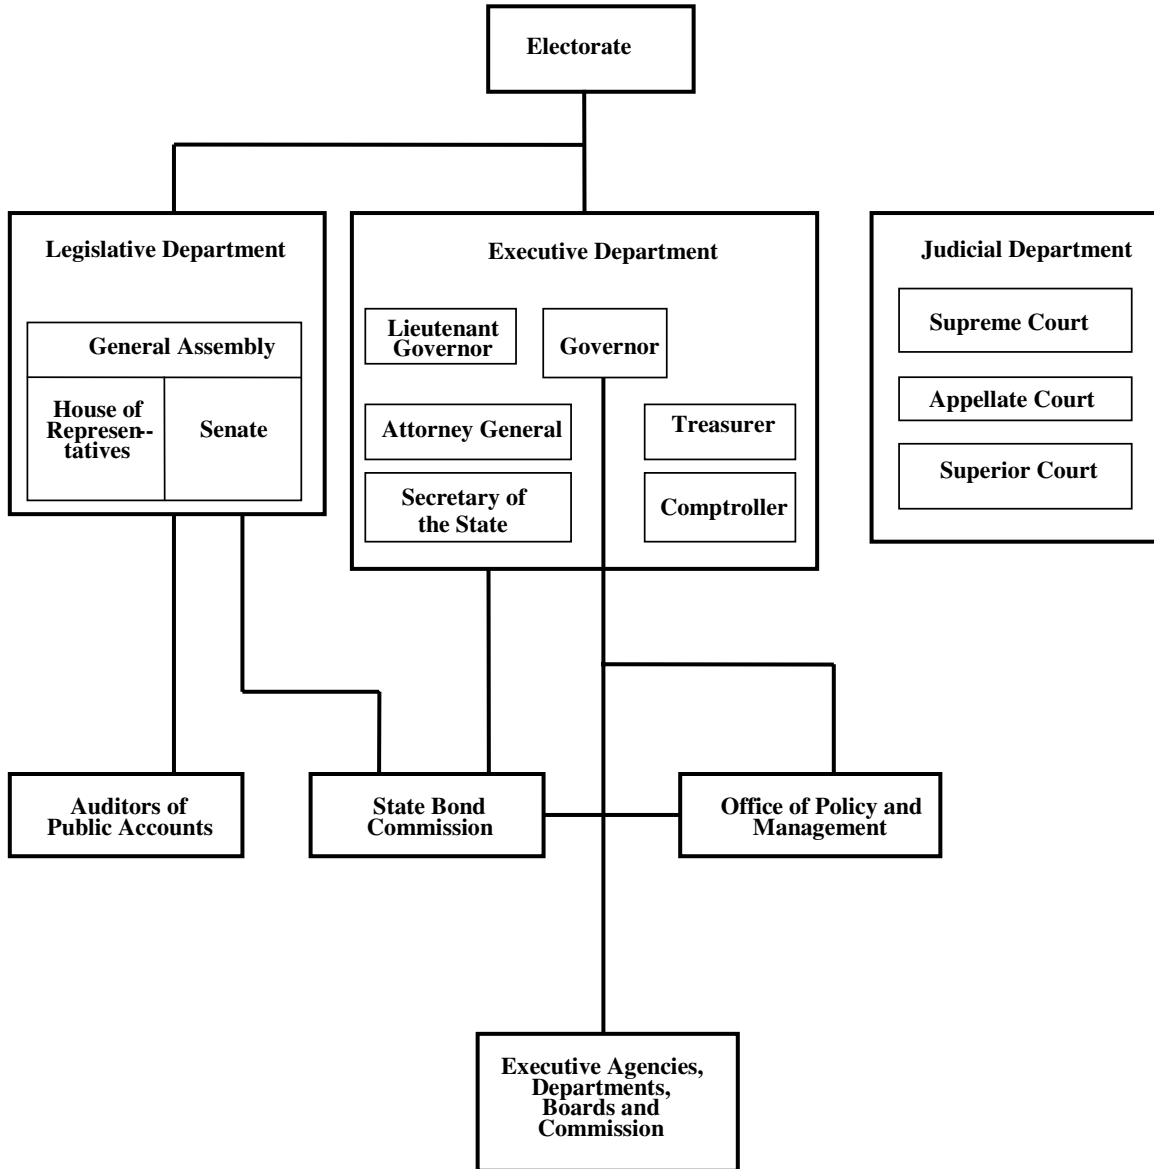 Electorate
Legislative Department
General Assembly
House of
Represen--
tatives
Senate
Executive Department
Lieutenant
Governor
Governor
Attorney General
Treasurer
Secretary of
the State
Comptroller
Judicial Department
Supreme Court
Appellate Court
Superior Court
Auditors of
Public Accounts
State Bond
Commission
Office of Policy and
Management
Executive Agencies,
Departments,
Boards and
Commission